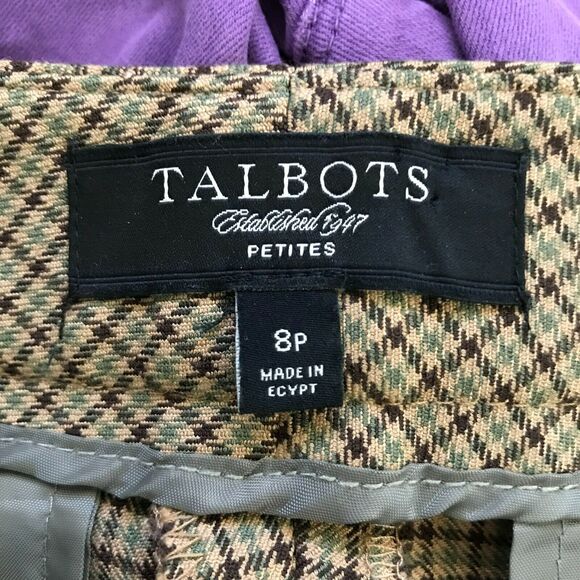 TALBOTS
Established 1947
PETITES
8P
MADE IN
EGYPT